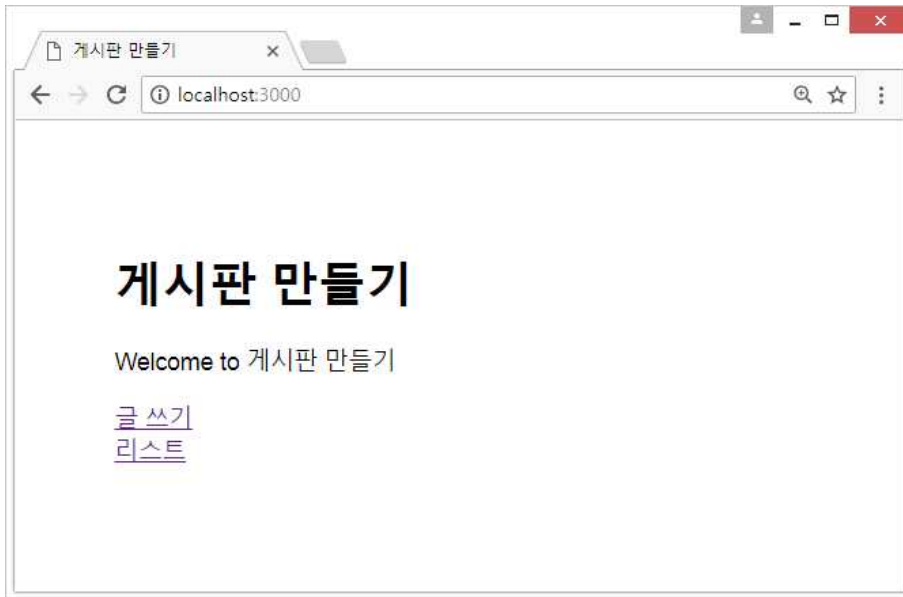 게시판 만들기
localhost:3000
게시판 만들기
Welcome to 게시판 만들기
글 쓰기
리스트